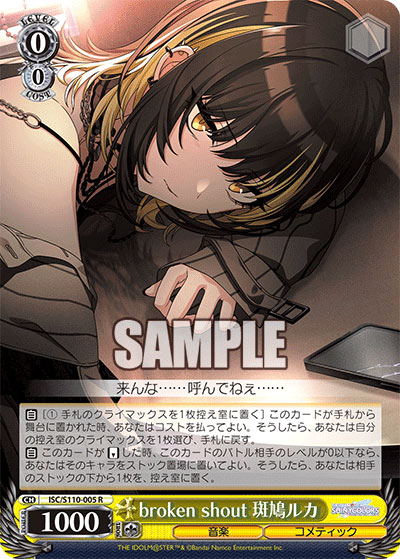 LEVEL
0
0
COST
SAMPLE
来んな……呼んでねぇ……
自[① 手札のクライマックスを1枚控え室に置く] このカードが手札から
舞台に置かれた時、あなたはコストを払ってよい。そうしたら、あなたは自分
の控え室のクライマックスを1枚選び、手札に戻す。
自 このカードが した時、このカードのバトル相手のレベルが0以下なら、
あなたはそのキャラをストック置場に置いてよい。そうしたら、あなたは相手
のストックの下から1枚を、控え室に置く。
CH ISC/S110-005 R
POWER
1000
broken shout 斑鳩ルカ
SHINYCOLORS
音楽
コメティック
THE IDOLM@STER™&©Bandai Namco Entertainment Inc.